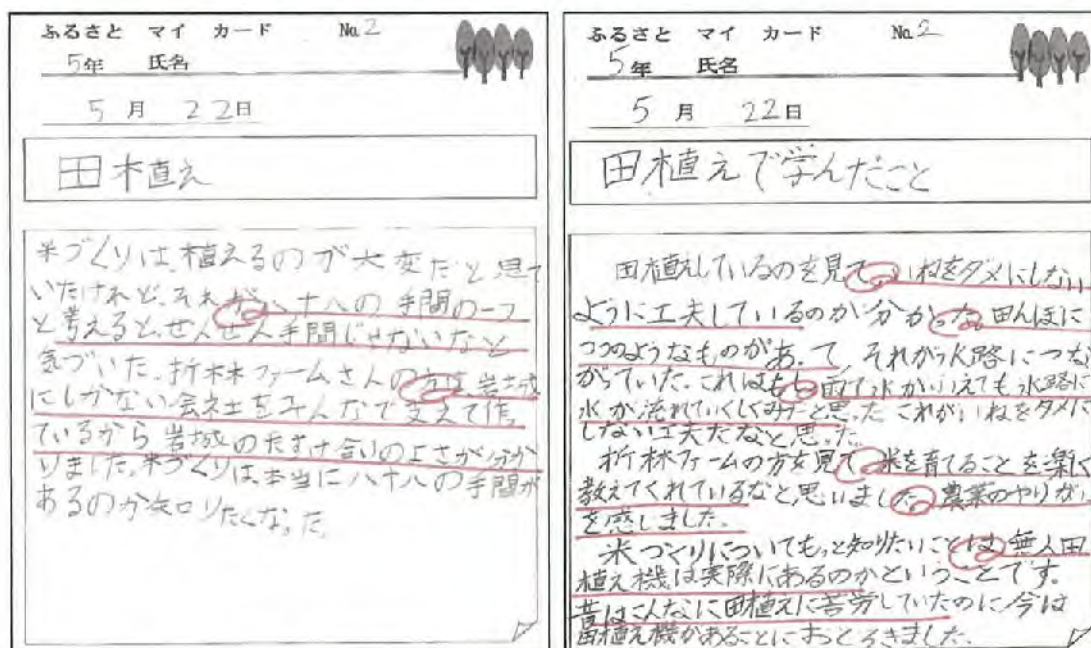 ふるさと マイ カード No.2
5年 氏名
5月 22日
田植え
米づくりは、植えるのが大変だと思て
いたけれど、それが、八十八の手間の一つ
と考えると、ぜんぜん手間じゃないなと
気づいた。折林ファームさんの方は、岩城
にしかない会社をみんなで支えて作っ
ているから岩城のたすけ合いのよさが分か
りました。米づくりは本当に八十八の手間が
あるのか知りたくなった。
ふるさと マイ カード No.2
5年 氏名
5月 22日
田植えで学んだこと
田植えしているのを見て、いねをダメにしない
ように工夫しているのが分かった。田んぼに
つつのようなものがあって、それが水路につな
がっていた。これはもし雨で水がふえても水路に
水が流れていくしくみだと思った。これがいねをダメに
しない工夫だなと思った。
折林ファームの方を見て、米を育てることを楽しく
教えてくれているなと思いました。農業のやりが
を感じました。
米づくりについてもっと知りたいことは、無人田
植え機は実際にあるのかということです。
昔はこんなに田植えに苦労していたのに今は
田植え機があることにおどろきました。